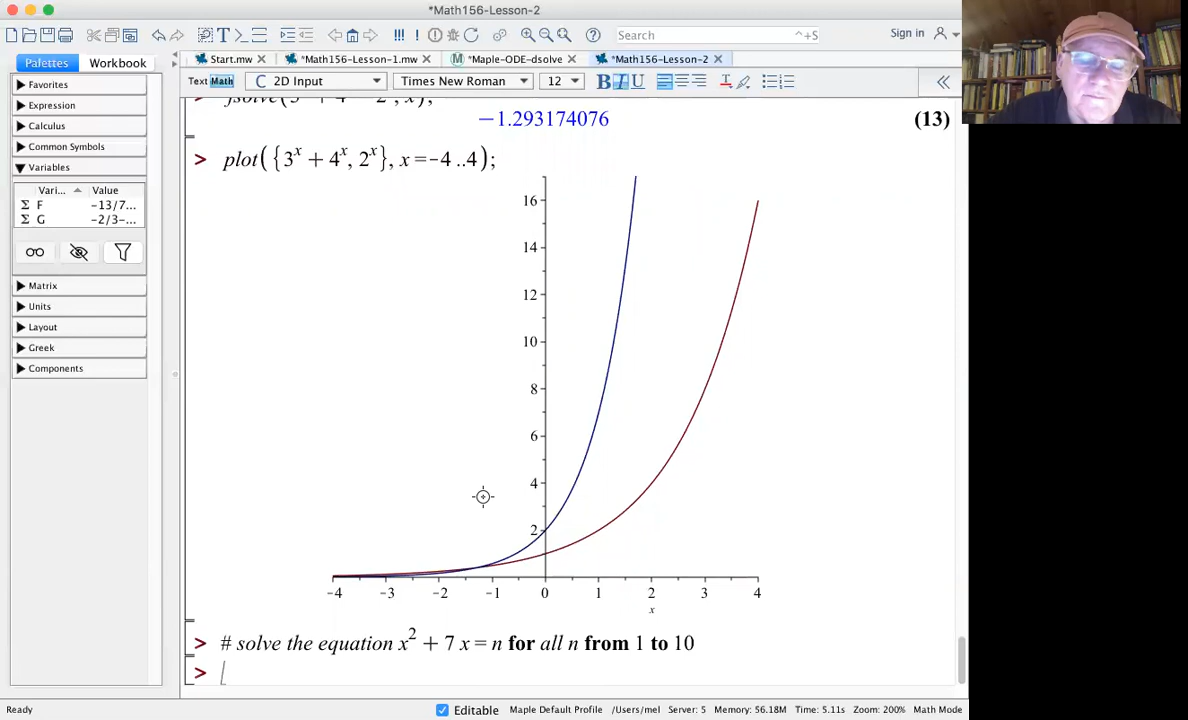 *Math156-Lesson-2
Search
^+S
Sign in
Palettes
Workbook
Start.mw
*Math156-Lesson-1.mw
*Maple-ODE-dsolve
*Math156-Lesson-2
Favorites
Text Math
C 2D Input
Times New Roman
12
B I U
Expression
Calculus
Common Symbols
Variables
Vari... Value
F -13/7...
G -2/3-...
Matrix
Units
Layout
Greek
Components
−1.293174076 (13)
> plot({3^x + 4^x, 2^x}, x = -4 ..4);
16
14
12
10
8
6
4
2
-4 -3 -2 -1 0 1 2 3 4
x
> # solve the equation x^2 + 7 x = n for all n from 1 to 10
>
Ready
Editable
Maple Default Profile
/Users/mel
Server: 5
Memory: 56.18M
Time: 5.11s
Zoom: 200%
Math Mode